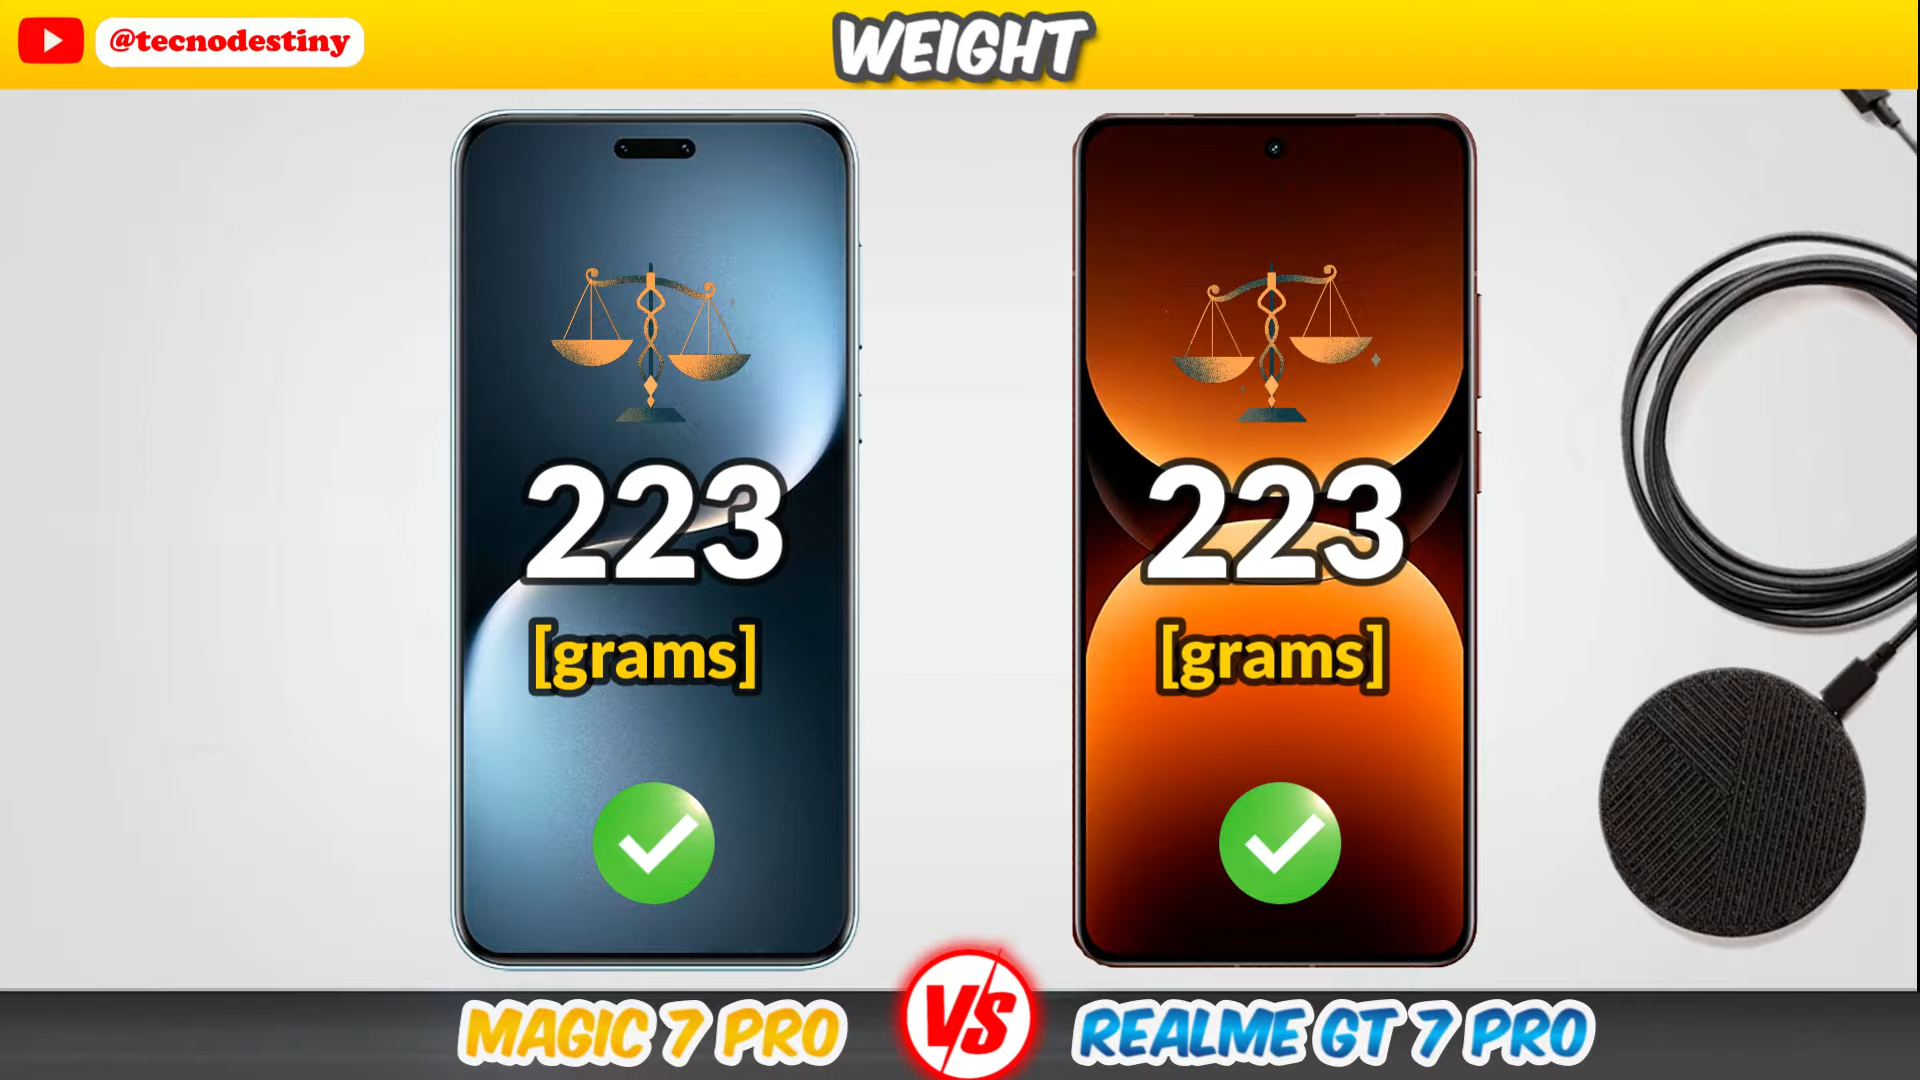 @tecnodestiny
WEIGHT
223
[grams]
223
[grams]
MAGIC 7 PRO
VS
REALME GT 7 PRO